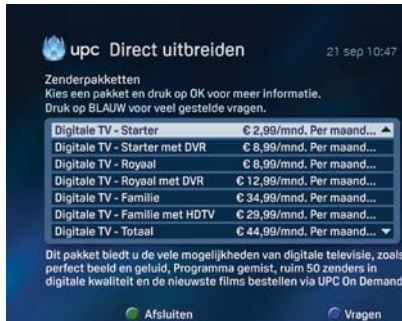 upc Direct uitbreiden 21 sep 10:47
Zenderpakketten
Kies een pakket en druk op OK voor meer informatie.
Druk op BLAUW voor veel gestelde vragen.
Digitale TV - Starter € 2,99/mnd. Per maand...
Digitale TV - Starter met DVR € 8,99/mnd. Per maand...
Digitale TV - Royaal € 8,99/mnd. Per maand...
Digitale TV - Royaal met DVR € 12,99/mnd. Per maand...
Digitale TV - Familie € 34,99/mnd. Per maand...
Digitale TV - Familie met HDTV € 29,99/mnd. Per maand...
Digitale TV - Totaal € 44,99/mnd. Per maand...
Dit pakket biedt u de vele mogelijkheden van digitale televisie, zoals
perfect beeld en geluid, Programma gemist, ruim 50 zenders in
digitale kwaliteit en de nieuwste films bestellen via UPC On Demand
Afsluiten Vragen